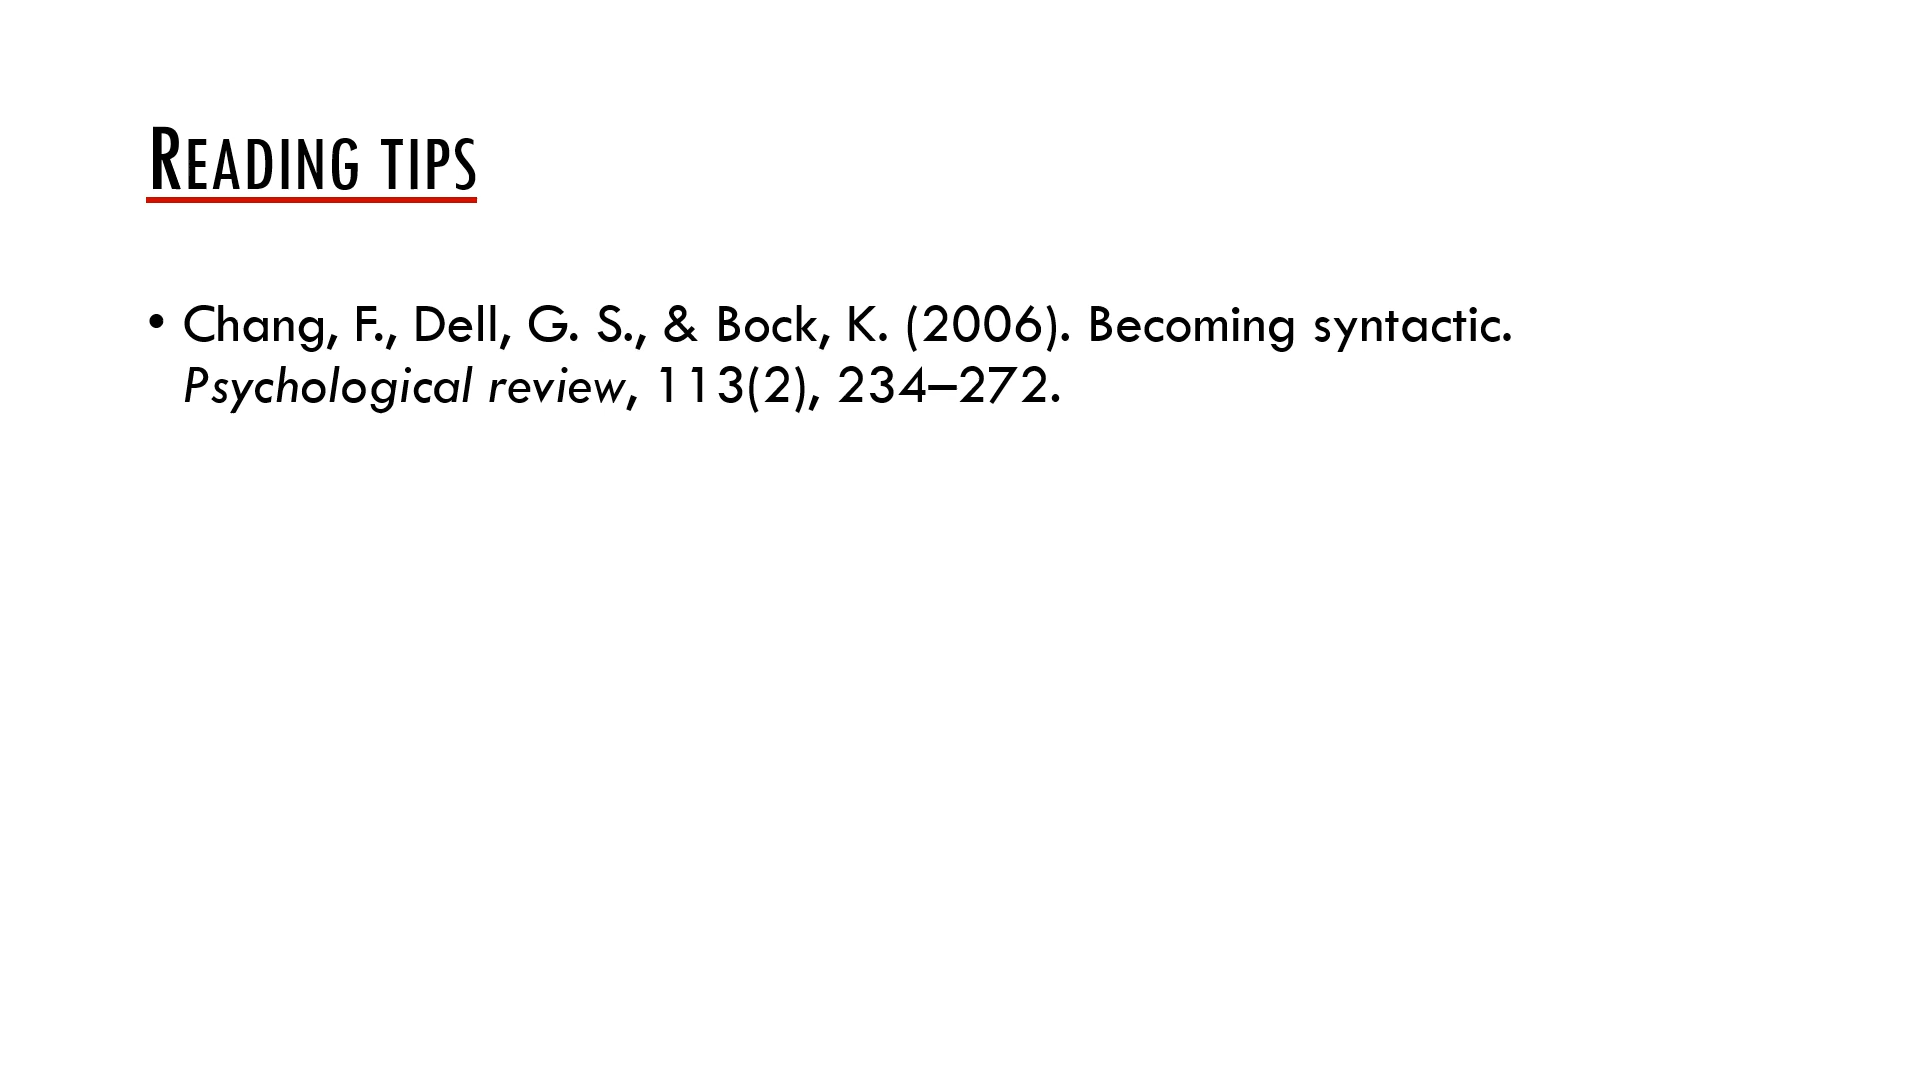 READING TIPS
• Chang, F., Dell, G. S., & Bock, K. (2006). Becoming syntactic.
Psychological review, 113(2), 234–272.